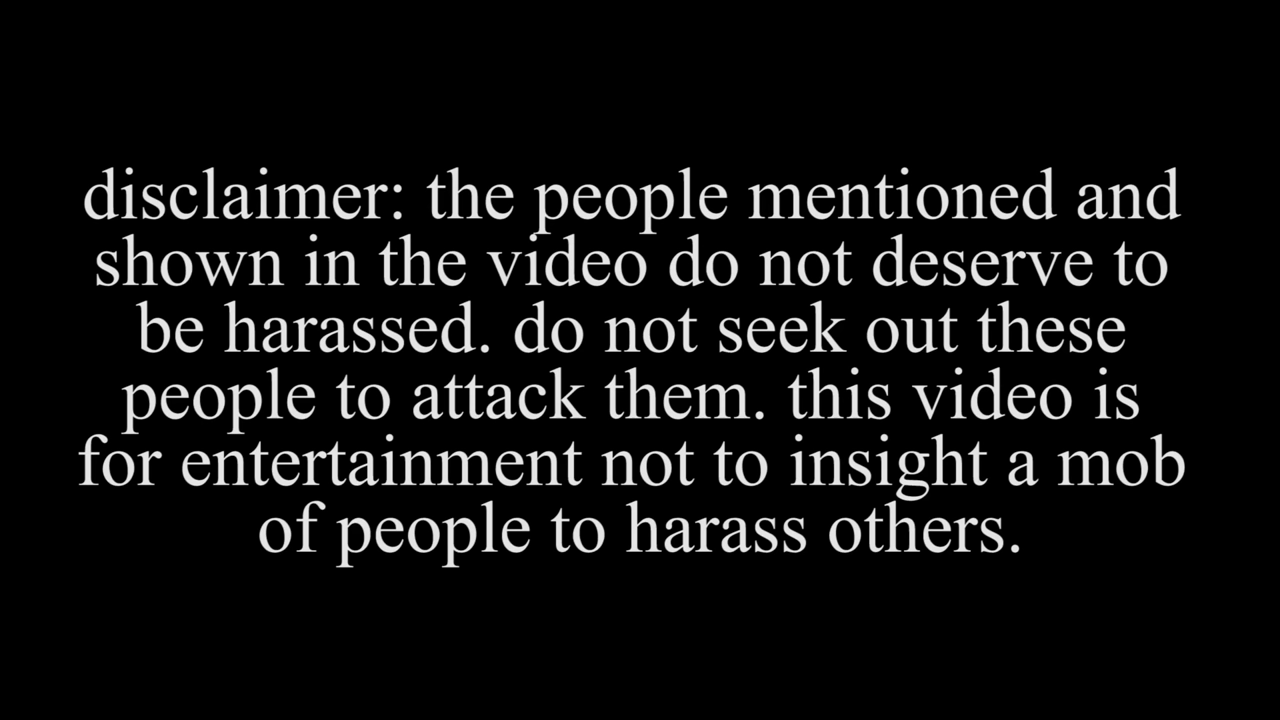 disclaimer: the people mentioned and
shown in the video do not deserve to
be harassed. do not seek out these
people to attack them. this video is
for entertainment not to insight a mob
of people to harass others.